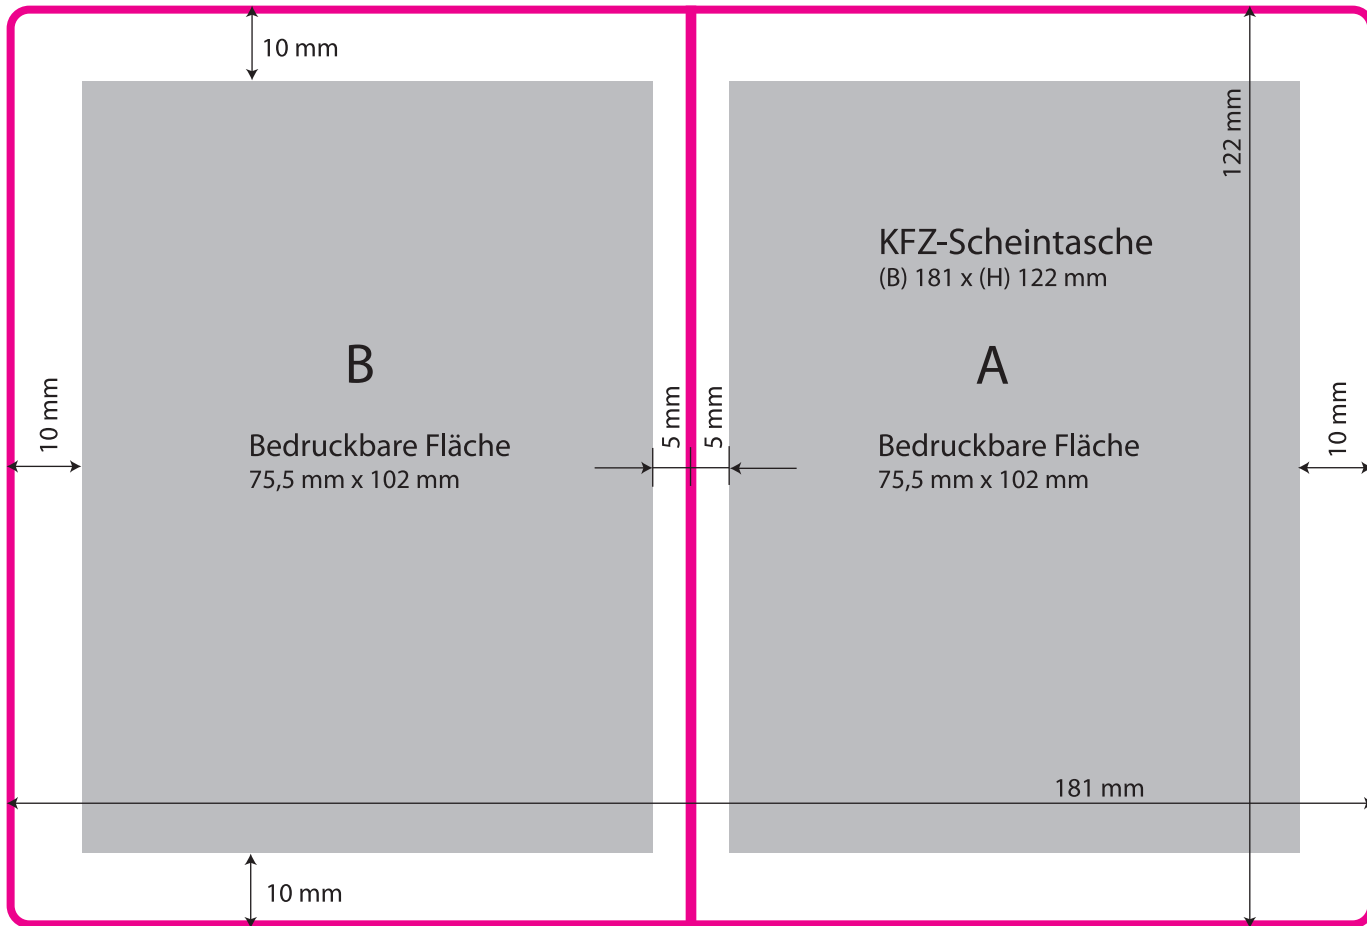 10 mm
122 mm
KFZ-Scheintasche
(B) 181 x (H) 122 mm
B
A
10 mm
5 mm
5 mm
10 mm
Bedruckbare Fläche
75,5 mm x 102 mm
Bedruckbare Fläche
75,5 mm x 102 mm
181 mm
10 mm